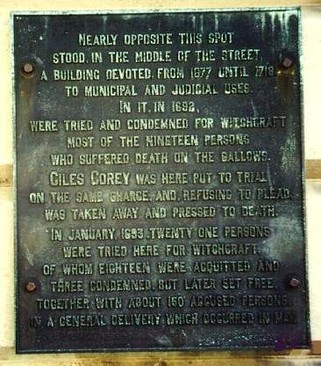 NEARLY OPPOSITE THIS SPOT
STOOD, IN THE MIDDLE OF THE STREET,
A BUILDING DEVOTED, FROM 1677 UNTIL 1718,
TO MUNICIPAL AND JUDICIAL USES.
IN IT, IN 1692,
WERE TRIED AND CONDEMNED FOR WITCHCRAFT
MOST OF THE NINETEEN PERSONS
WHO SUFFERED DEATH ON THE GALLOWS.
GILES COREY WAS HERE PUT TO TRIAL
ON THE SAME CHARGE, AND, REFUSING TO PLEAD,
WAS TAKEN AWAY AND PRESSED TO DEATH.
IN JANUARY 1693, TWENTY ONE PERSONS
WERE TRIED HERE FOR WITCHCRAFT,
OF WHOM EIGHTEEN WERE ACQUITTED AND
THREE CONDEMNED, BUT LATER SET FREE,
TOGETHER WITH ABOUT 150 ACCUSED PERSONS,
IN A GENERAL DELIVERY WHICH OCCURRED IN MAY.